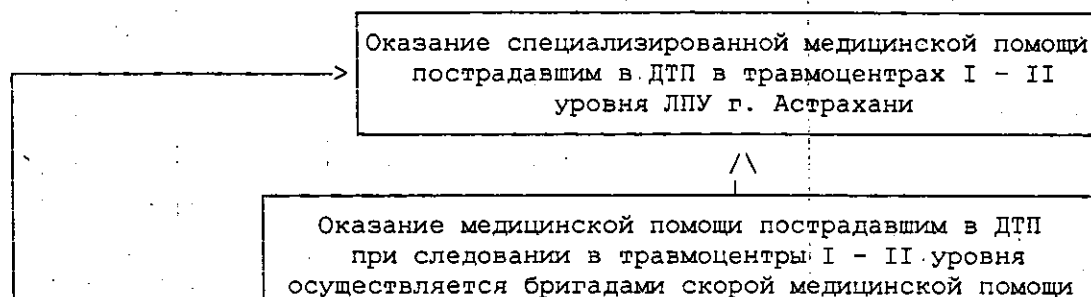 Оказание специализированной медицинской помощи
пострадавшим в ДТП в травмоцентрах I - II
уровня ЛПУ г. Астрахани
Оказание медицинской помощи пострадавшим в ДТП
при следовании в травмоцентры I - II уровня
осуществляется бригадами скорой медицинской помощи